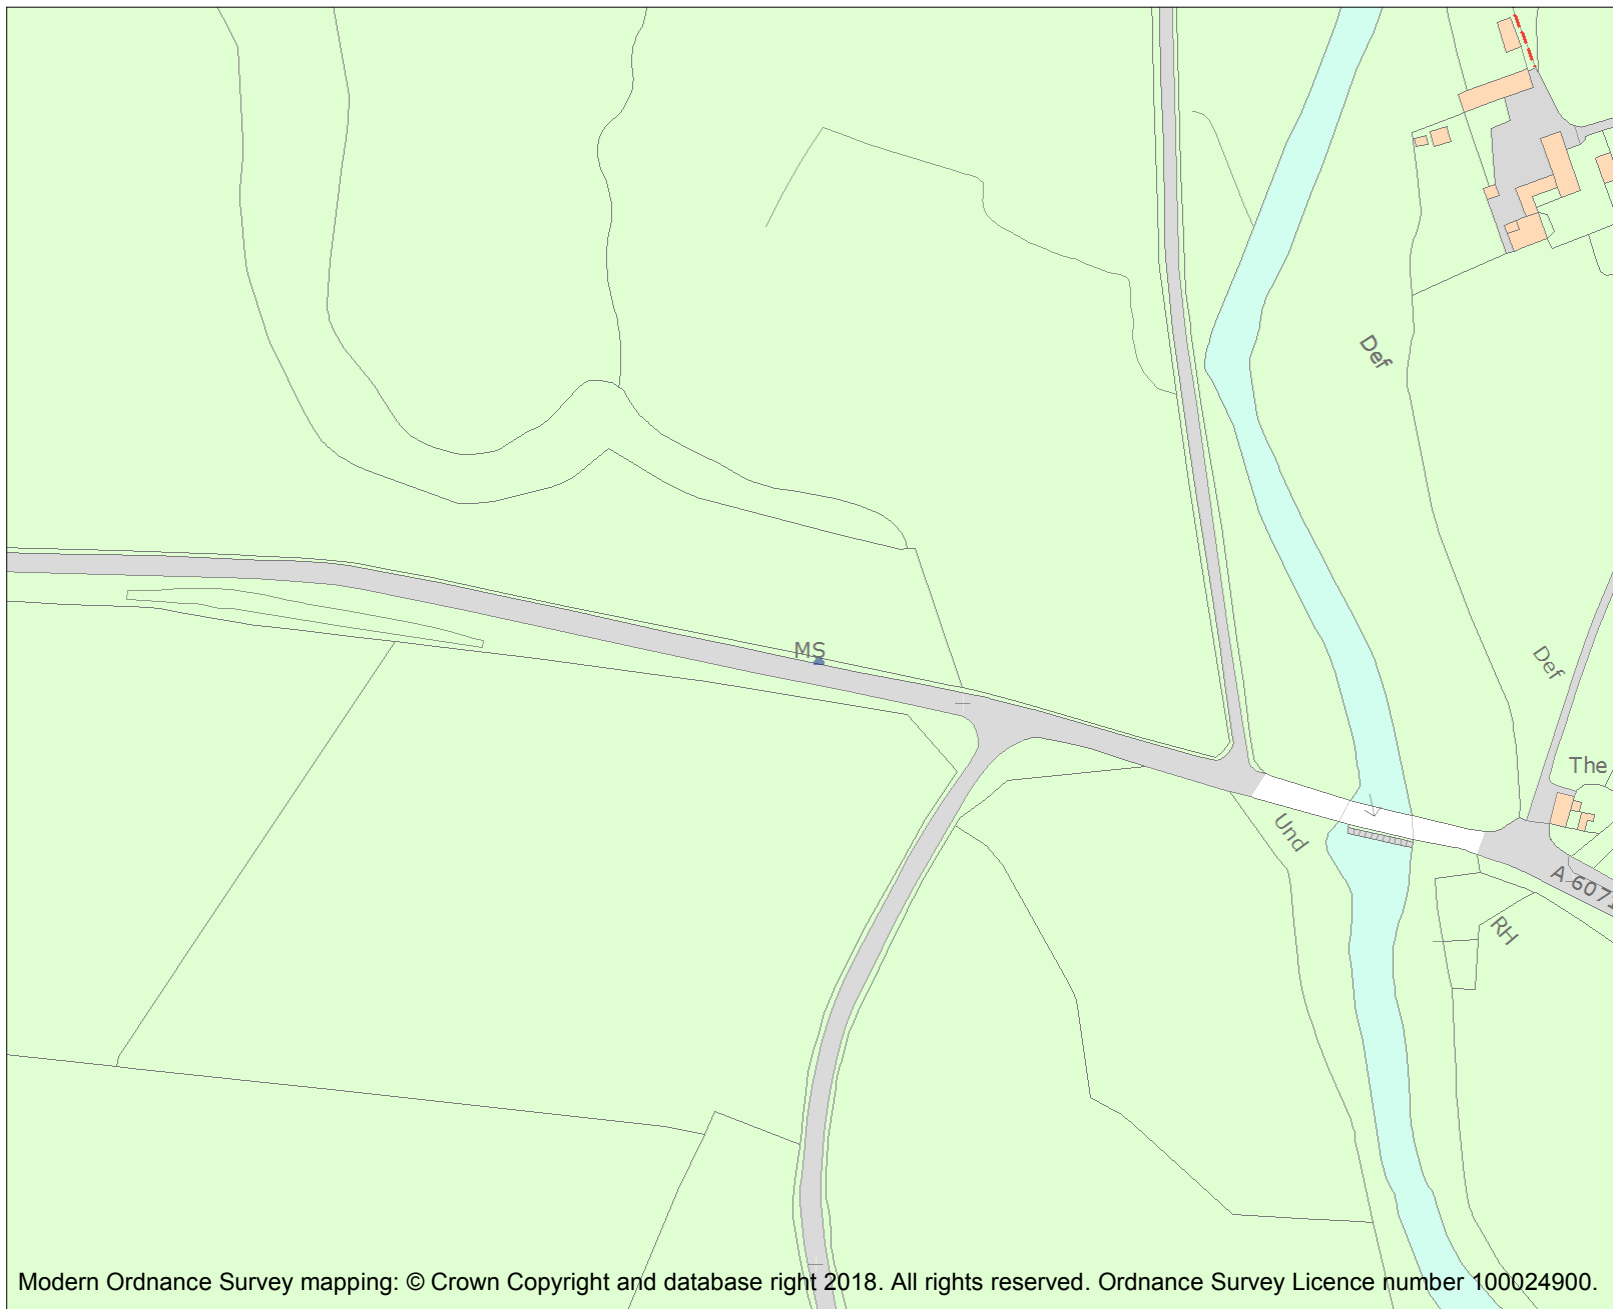 Def
MS
Def
The
Und
A 607
RH
Modern Ordnance Survey mapping: © Crown Copyright and database right 2018. All rights reserved. Ordnance Survey Licence number 100024900.